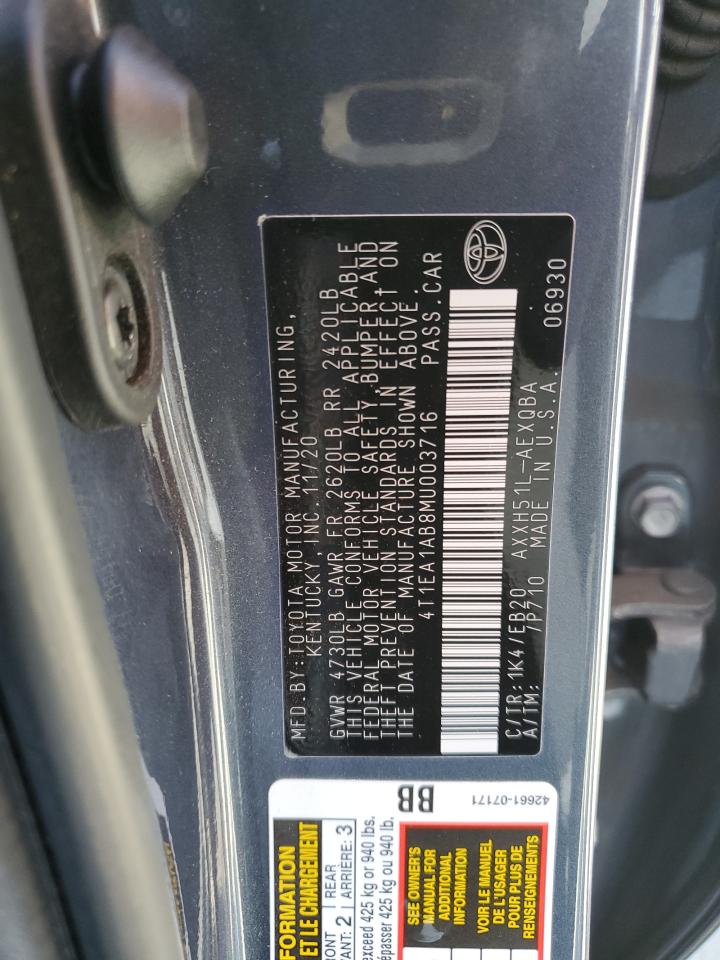 MFD.BY:TOYOTA MOTOR MANUFACTURING,
KENTUCKY, INC. 11/20
GVWR 4730LB GAWR FR 2620LB RR 2420LB
THIS VEHICLE CONFORMS TO ALL APPLICABLE
FEDERAL MOTOR VEHICLE SAFETY,BUMPER,AND
THEFT PREVENTION STANDARDS IN EFFECT ON
THE DATE OF MANUFACTURE SHOWN ABOVE.
4T1EA1AB8MU003716 PASS.CAR
C/TR:1K4/EB20 AXXH51L-AEXQBA
A/TM: /P710 MADE IN U.S.A. 06930
FORMATION
ET LE CHARGEMENT
RONT 2 REAR 3
VANT: ARRIÈRE:
exceed 425 kg or 940 lbs.
épasser 425 kg ou 940 lb.
BB
SEE OWNER'S
MANUAL FOR
ADDITIONAL
INFORMATION
VOIR LE MANUEL
DE L'USAGER
POUR PLUS DE
RENSEIGNEMENTS
42661-07171